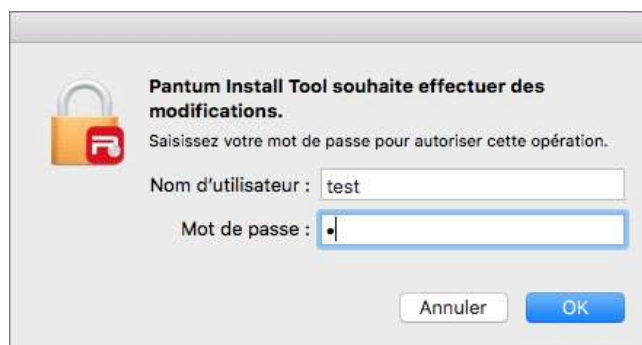 Pantum Install Tool souhaite effectuer des
modifications.
Saisissez votre mot de passe pour autoriser cette opération.
Nom d'utilisateur : test
Mot de passe : •
Annuler OK